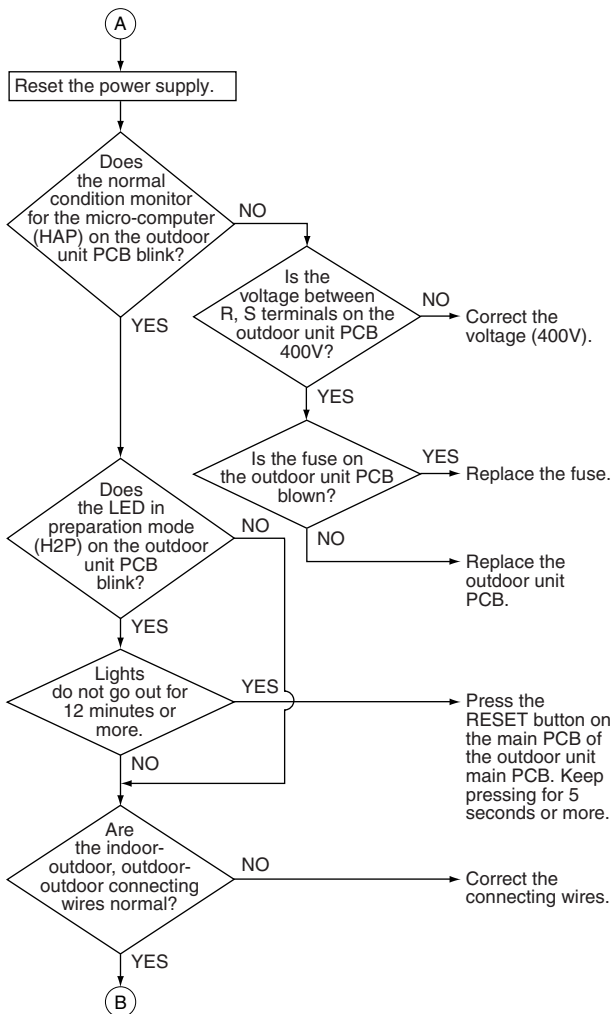 A
Reset the power supply.
Does
the normal
condition monitor
for the micro-computer
(HAP) on the outdoor
unit PCB blink?
NO
YES
Is the
voltage between
R, S terminals on the
outdoor unit PCB
400V?
NO
Correct the
voltage (400V).
YES
Is the fuse on
the outdoor unit PCB
blown?
YES
Replace the fuse.
NO
Replace the
outdoor unit
PCB.
Does
the LED in
preparation mode
(H2P) on the outdoor
unit PCB
blink?
NO
YES
Lights
do not go out for
12 minutes or
more.
YES
Press the
RESET button on
the main PCB of
the outdoor unit
main PCB. Keep
pressing for 5
seconds or more.
NO
Are
the indoor-
outdoor, outdoor-
outdoor connecting
wires normal?
NO
Correct the
connecting wires.
YES
B